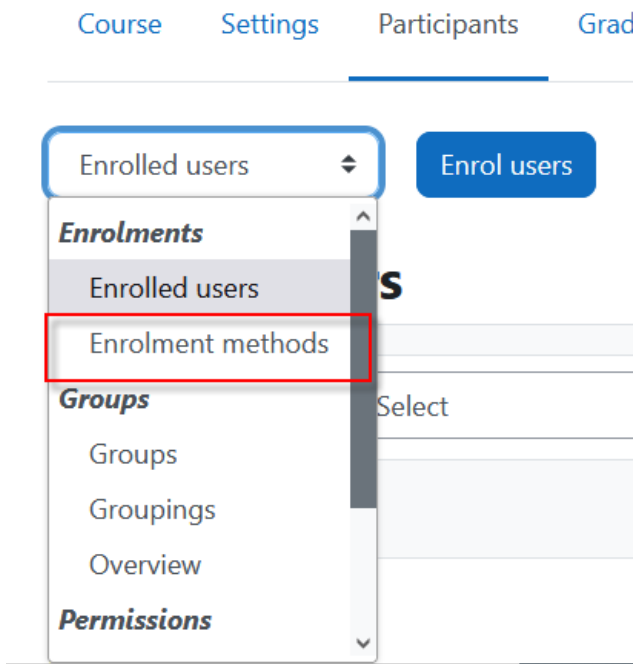 Course Settings Participants Grad
Enrolled users Enrol users
Enrolments
Enrolled users s
Enrolment methods
Groups Select
Groups
Groupings
Overview
Permissions